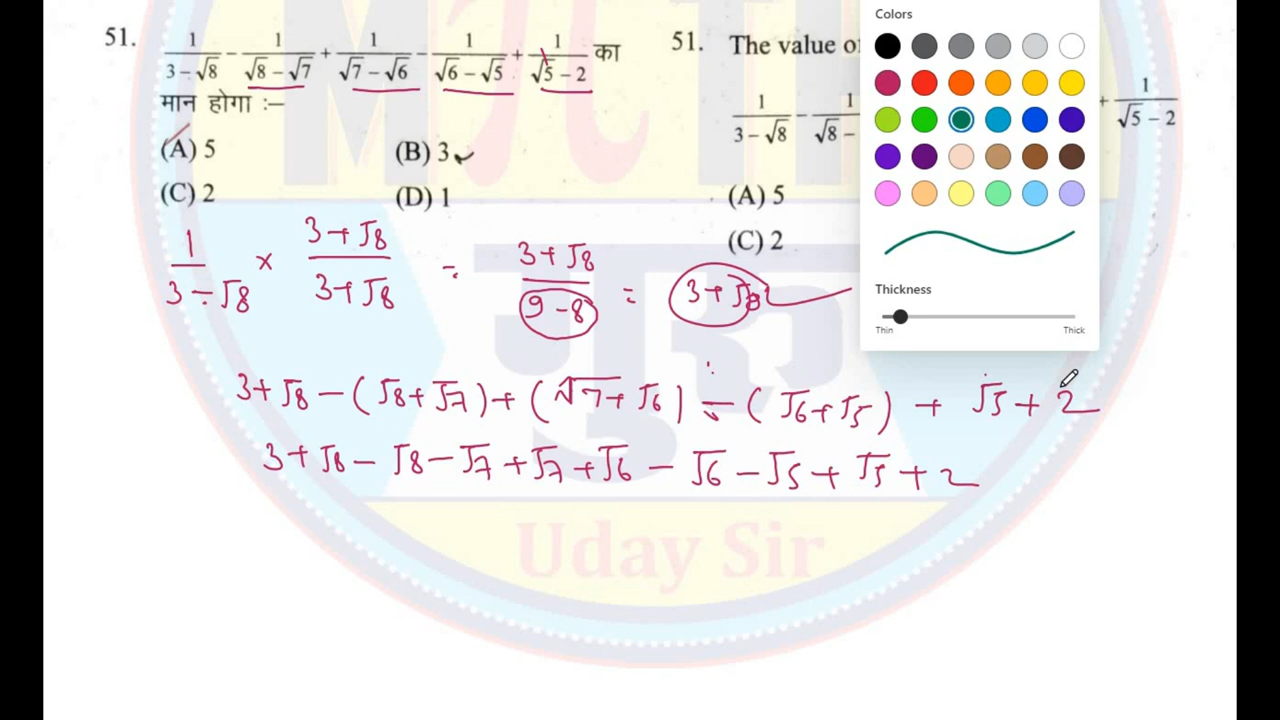 Colors
51. 1/(3 − √8) − 1/(√8 − √7) + 1/(√7 − √6) − 1/(√6 − √5) + 1/(√5 − 2) का
मान होगा :–
(A) 5 (B) 3
(C) 2 (D) 1
51. The value o
1/(3 − √8) − 1/(√8 − + 1/(√5 − 2)
(A) 5
(C) 2
Thickness
Thin Thick
1/(3 − √8) × (3+√8)/(3+√8) = (3+√8)/(9−8) = 3+√8
3+√8 − (√8+√7) + (√7+√6) − (√6+√5) + √5+2
3+√8 − √8 − √7 + √7 + √6 − √6 − √5 + √5 + 2
गुरु
Uday Sir